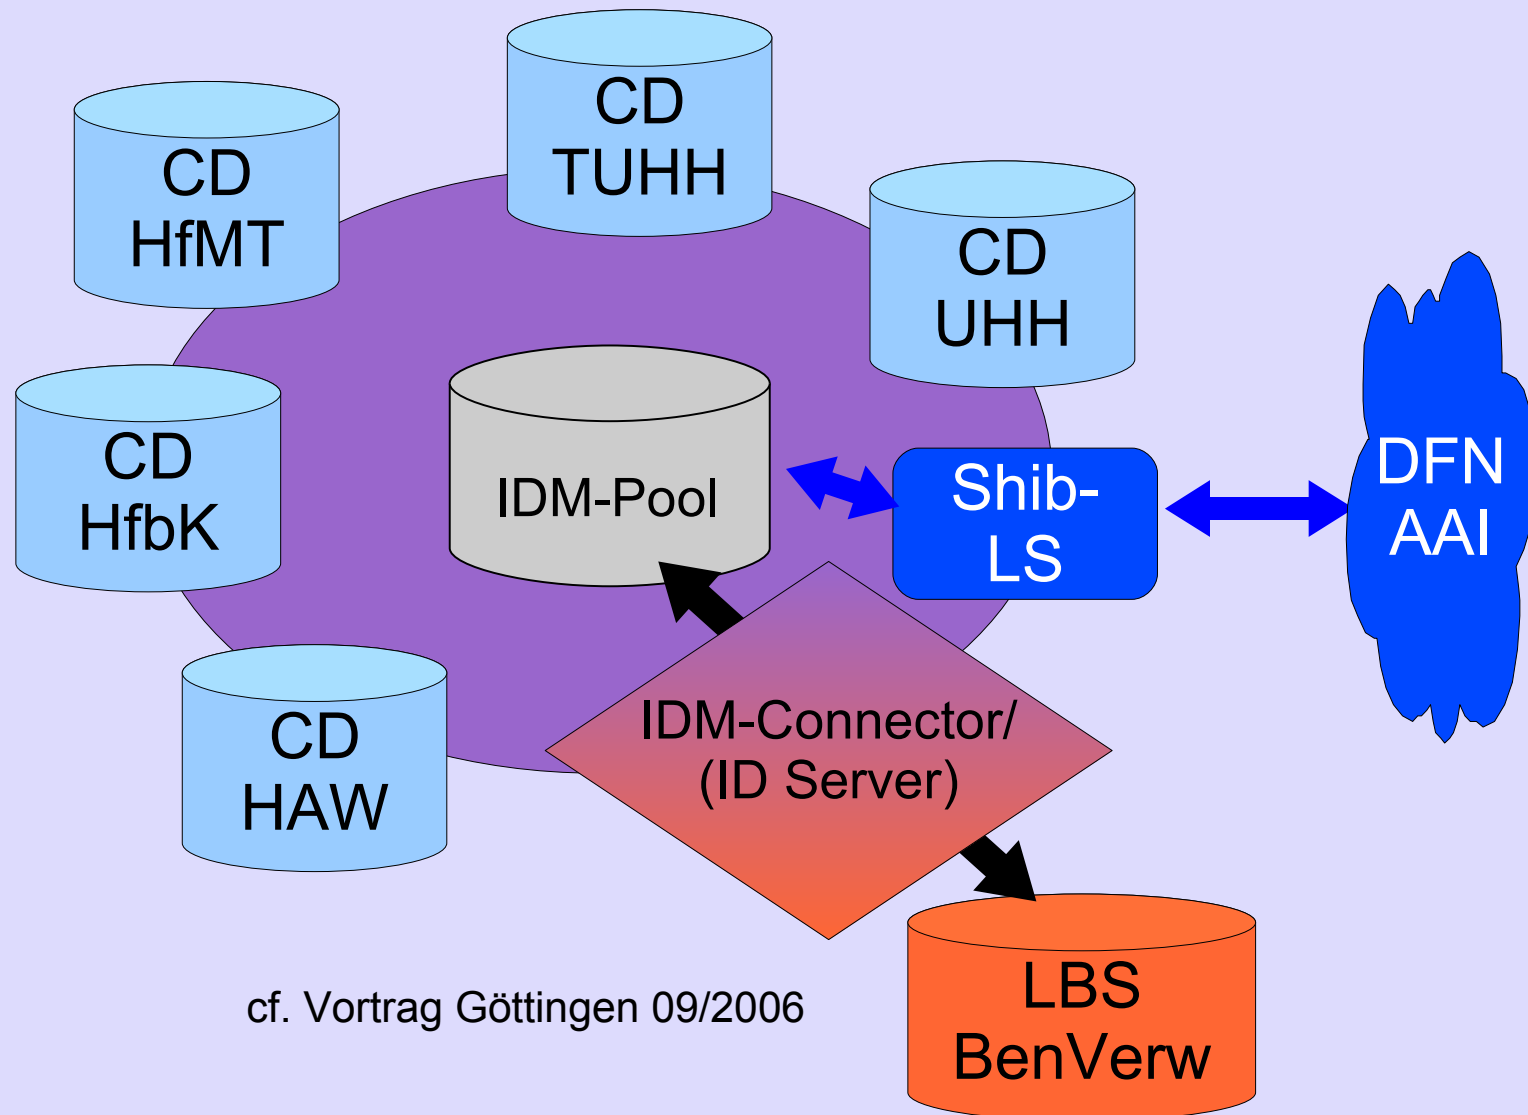 CD
TUHH
CD
HfMT
CD
UHH
CD
HfbK
IDM-Pool
Shib-
LS
DFN
AAI
CD
HAW
IDM-Connector/
(ID Server)
LBS
BenVerw
cf. Vortrag Göttingen 09/2006